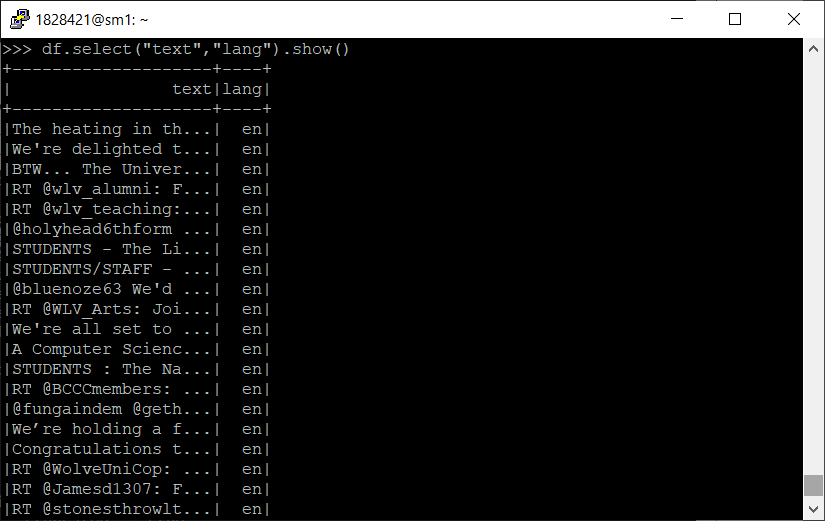 1828421@sm1: ~
>>> df.select("text","lang").show()
+--------------------+----+
|                text|lang|
+--------------------+----+
|The heating in th...|  en|
|We're delighted t...|  en|
|BTW... The Univer...|  en|
|RT @wlv_alumni: F...|  en|
|RT @wlv_teaching:...|  en|
|@holyhead6thform ...|  en|
|STUDENTS - The Li...|  en|
|STUDENTS/STAFF - ...|  en|
|@bluenoze63 We'd ...|  en|
|RT @WLV_Arts: Joi...|  en|
|We're all set to ...|  en|
|A Computer Scienc...|  en|
|STUDENTS : The Na...|  en|
|RT @BCCCmembers: ...|  en|
|@fungaindem @geth...|  en|
|We’re holding a f...|  en|
|Congratulations t...|  en|
|RT @WolveUniCop: ...|  en|
|RT @Jamesd1307: F...|  en|
|RT @stonesthrowlt...|  en|